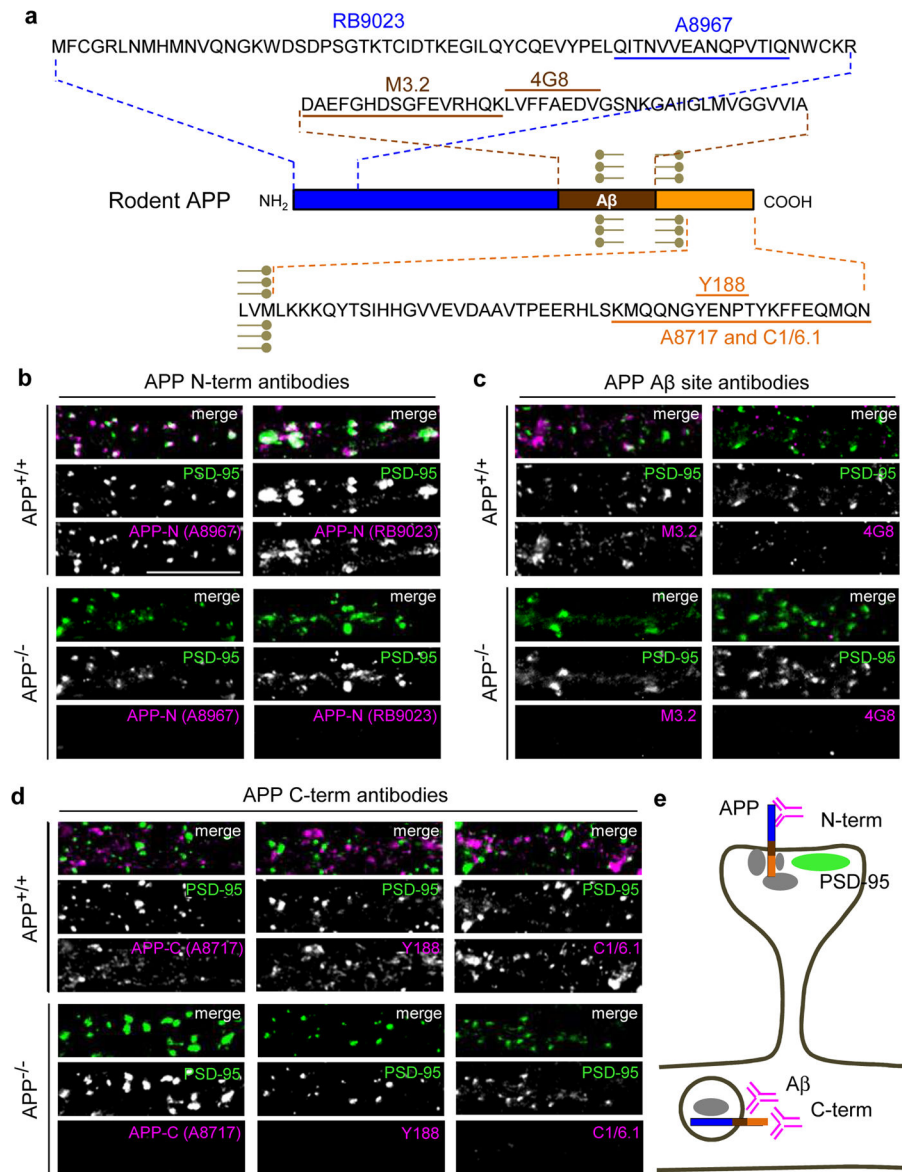 a
RB9023
A8967
MFCGRLNMHMNVQNGKWDSDPSGTKTCIDTKEGILQYCQEVYPELQITNVVEANQPVTIQNWCKR
M3.2
4G8
DAEFGHDSGFEVRHQKLVFFAEDVGSNKGAIIGLMVGGVVIA
Rodent APP
NH2
Aβ
COOH
Y188
LVMLKKKQYTSIHHGVVEVDAAVTPEERHLSKMQQNGYENPTYKFFEQMQN
A8717 and C1/6.1
b
APP N-term antibodies
APP+/+
merge
merge
PSD-95
PSD-95
APP-N (A8967)
APP-N (RB9023)
APP-/-
merge
merge
PSD-95
PSD-95
APP-N (A8967)
APP-N (RB9023)
c
APP Aβ site antibodies
APP+/+
merge
merge
PSD-95
PSD-95
M3.2
4G8
APP-/-
merge
merge
PSD-95
PSD-95
M3.2
4G8
d
APP C-term antibodies
APP+/+
merge
merge
merge
PSD-95
PSD-95
PSD-95
APP-C (A8717)
Y188
C1/6.1
APP-/-
merge
merge
merge
PSD-95
PSD-95
PSD-95
APP-C (A8717)
Y188
C1/6.1
e
APP
N-term
PSD-95
Aβ
C-term